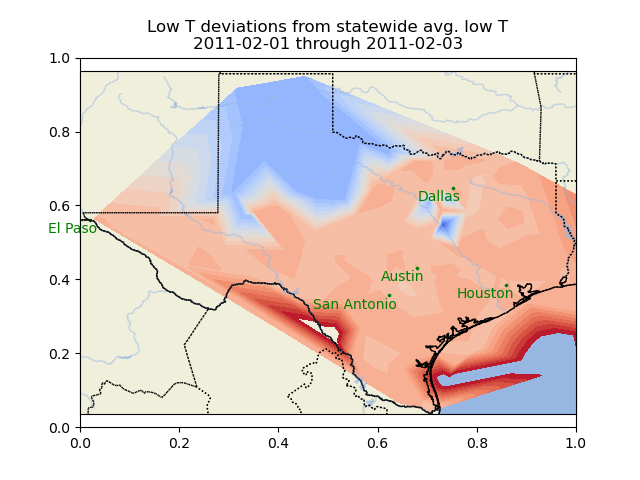 Low T deviations from statewide avg. low T
2011-02-01 through 2011-02-03
1.0
0.8
Dallas
0.6
El Paso
Austin
0.4
Houston
San Antonio
0.2
0.0
0.0 0.2 0.4 0.6 0.8 1.0